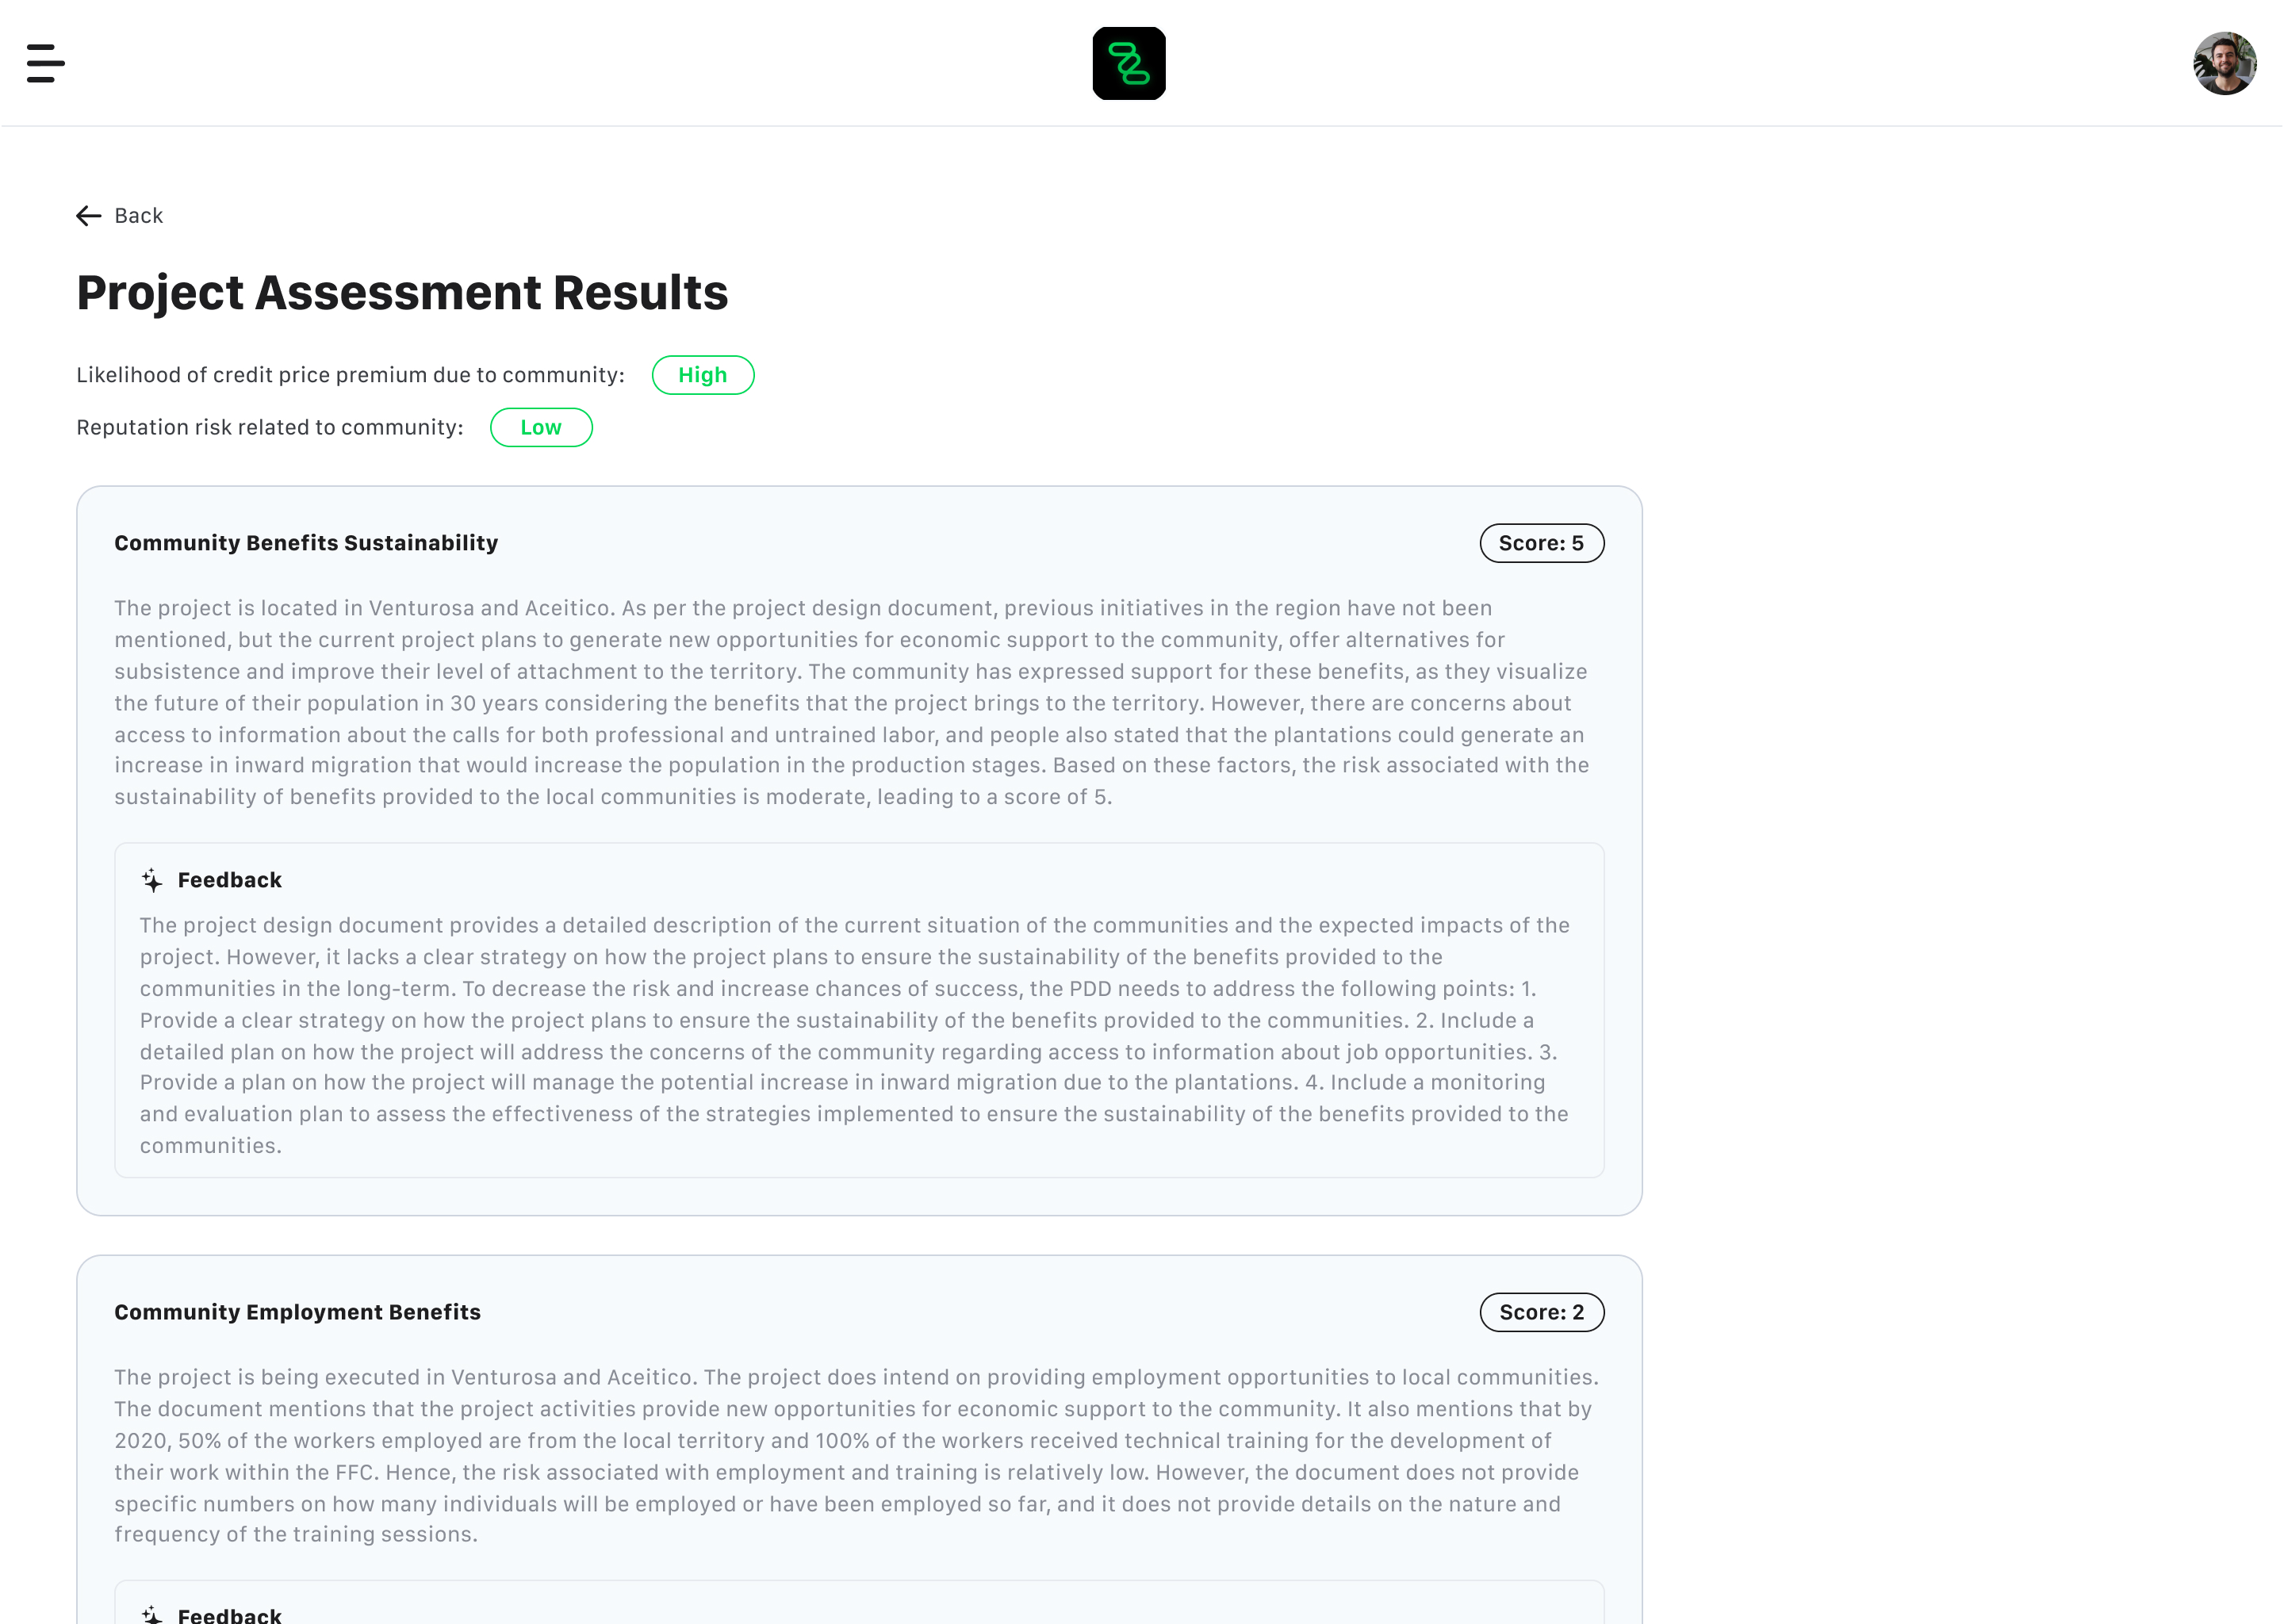 Back
Project Assessment Results
Likelihood of credit price premium due to community: High
Reputation risk related to community: Low
Community Benefits Sustainability
Score: 5
The project is located in Venturosa and Aceitico. As per the project design document, previous initiatives in the region have not been
mentioned, but the current project plans to generate new opportunities for economic support to the community, offer alternatives for
subsistence and improve their level of attachment to the territory. The community has expressed support for these benefits, as they visualize
the future of their population in 30 years considering the benefits that the project brings to the territory. However, there are concerns about
access to information about the calls for both professional and untrained labor, and people also stated that the plantations could generate an
increase in inward migration that would increase the population in the production stages. Based on these factors, the risk associated with the
sustainability of benefits provided to the local communities is moderate, leading to a score of 5.
Feedback
The project design document provides a detailed description of the current situation of the communities and the expected impacts of the
project. However, it lacks a clear strategy on how the project plans to ensure the sustainability of the benefits provided to the
communities in the long-term. To decrease the risk and increase chances of success, the PDD needs to address the following points: 1.
Provide a clear strategy on how the project plans to ensure the sustainability of the benefits provided to the communities. 2. Include a
detailed plan on how the project will address the concerns of the community regarding access to information about job opportunities. 3.
Provide a plan on how the project will manage the potential increase in inward migration due to the plantations. 4. Include a monitoring
and evaluation plan to assess the effectiveness of the strategies implemented to ensure the sustainability of the benefits provided to the
communities.
Community Employment Benefits
Score: 2
The project is being executed in Venturosa and Aceitico. The project does intend on providing employment opportunities to local communities.
The document mentions that the project activities provide new opportunities for economic support to the community. It also mentions that by
2020, 50% of the workers employed are from the local territory and 100% of the workers received technical training for the development of
their work within the FFC. Hence, the risk associated with employment and training is relatively low. However, the document does not provide
specific numbers on how many individuals will be employed or have been employed so far, and it does not provide details on the nature and
frequency of the training sessions.
Feedback